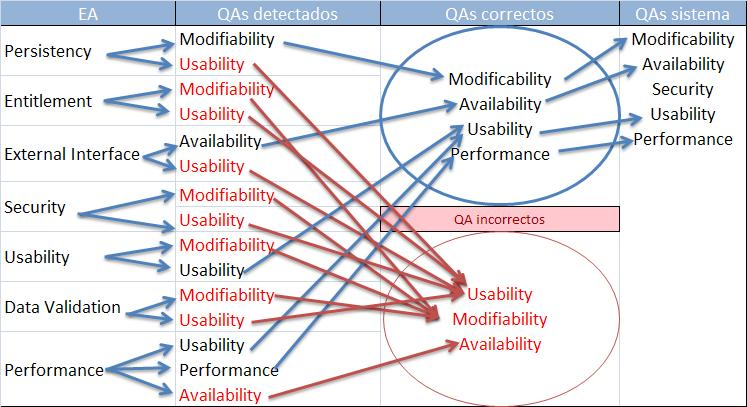 EA QAs detectados QAs correctos QAs sistema
Persistency
Entitlement
External Interface
Security
Usability
Data Validation
Performance
Modifiability
Usability
Modifiability
Usability
Availability
Usability
Modifiability
Usability
Modifiability
Usability
Modifiability
Usability
Usability
Performance
Availability
Modificability
Availability
Usability
Performance
QA incorrectos
Usability
Modifiability
Availability
Modificability
Availability
Security
Usability
Performance